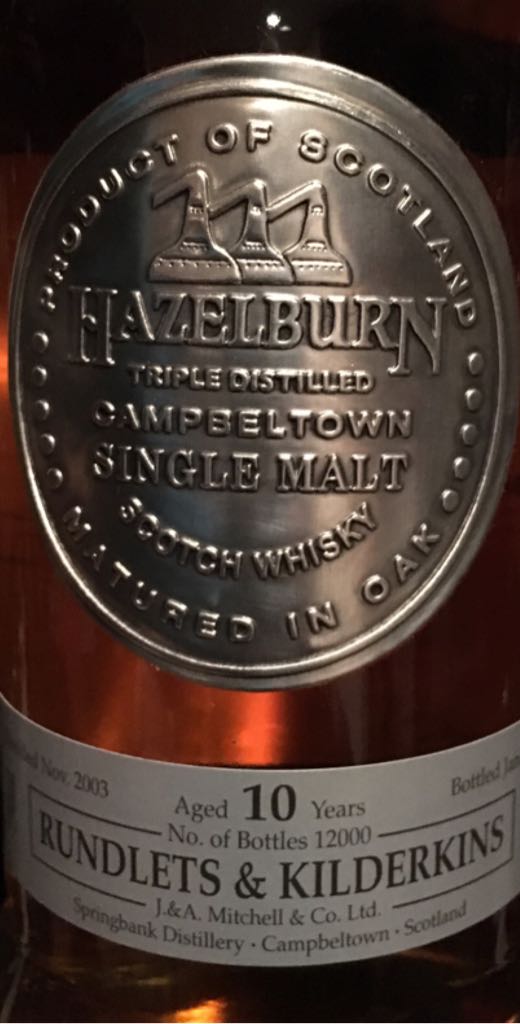 PRODUCT OF SCOTLAND
HAZELBURN
TRIPLE DISTILLED
CAMPBELTOWN
SINGLE MALT
SCOTCH WHISKY
MATURED IN OAK
Nov. 2003
Bottled
Aged 10 Years
No. of Bottles 12000
RUNDLETS & KILDERKINS
J.&A. Mitchell & Co. Ltd.
Springbank Distillery · Campbeltown · Scotland